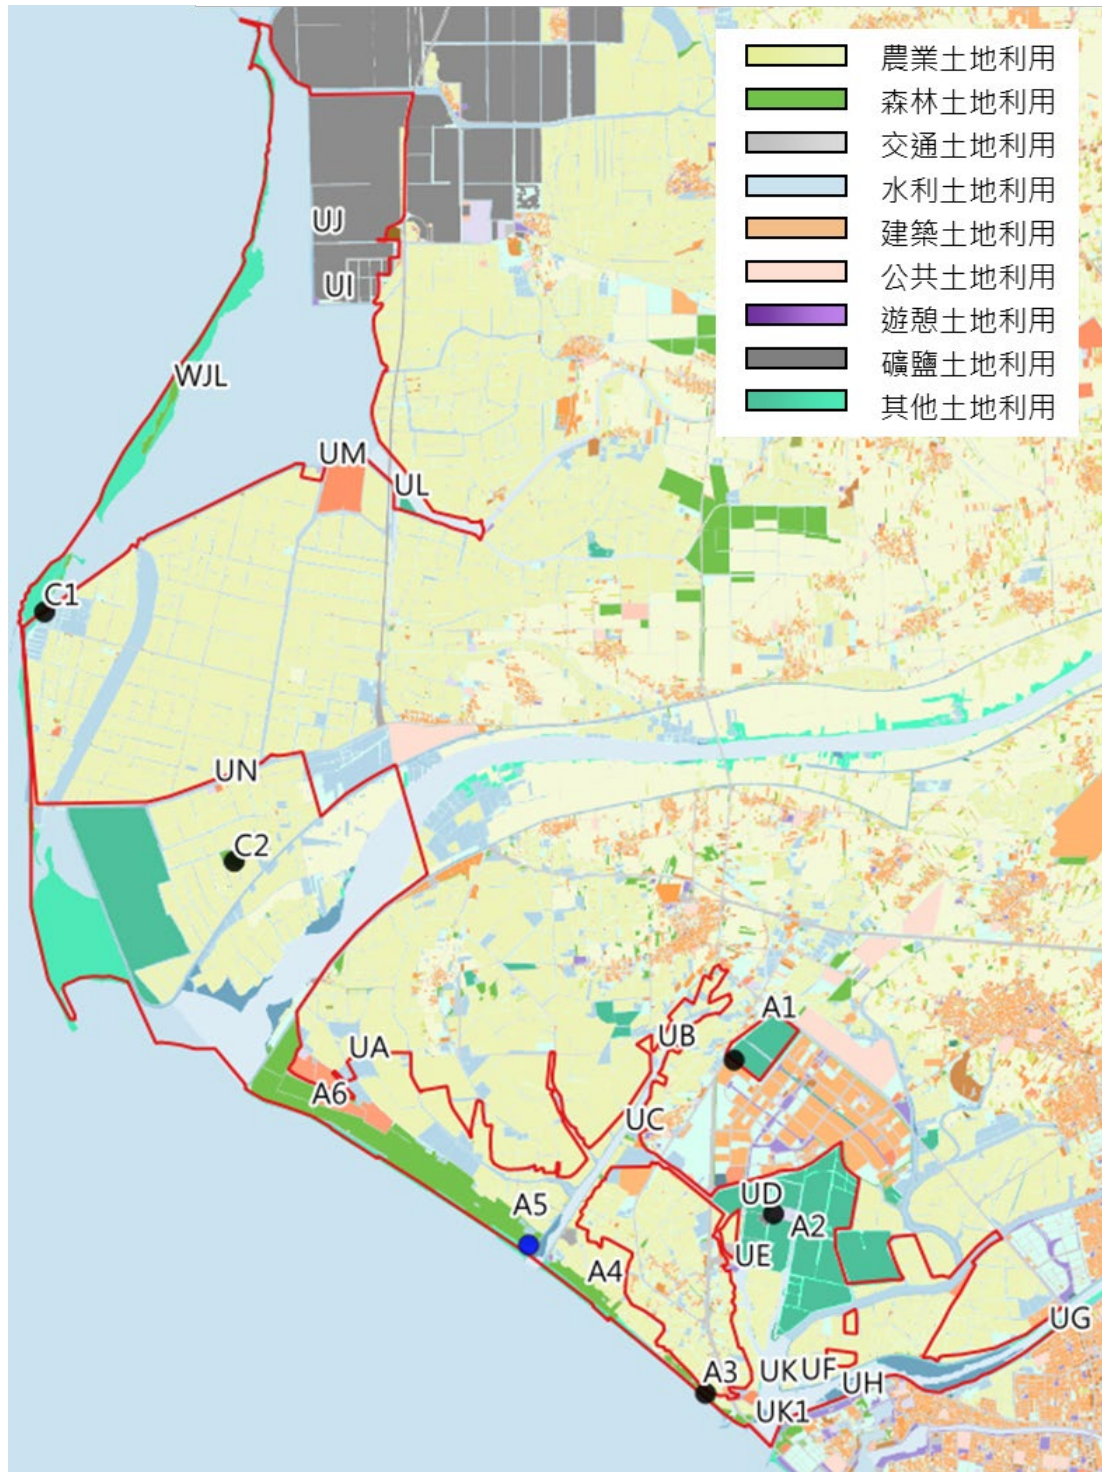 農業土地利用
森林土地利用
交通土地利用
水利土地利用
建築土地利用
公共土地利用
遊憩土地利用
礦鹽土地利用
其他土地利用
UJ
UI
WJL
UM
UL
C1
UN
C2
A1
UB
UA
A6
UC
UD
A5
A2
UE
A4
UG
UK
UF
A3
UH
UK1